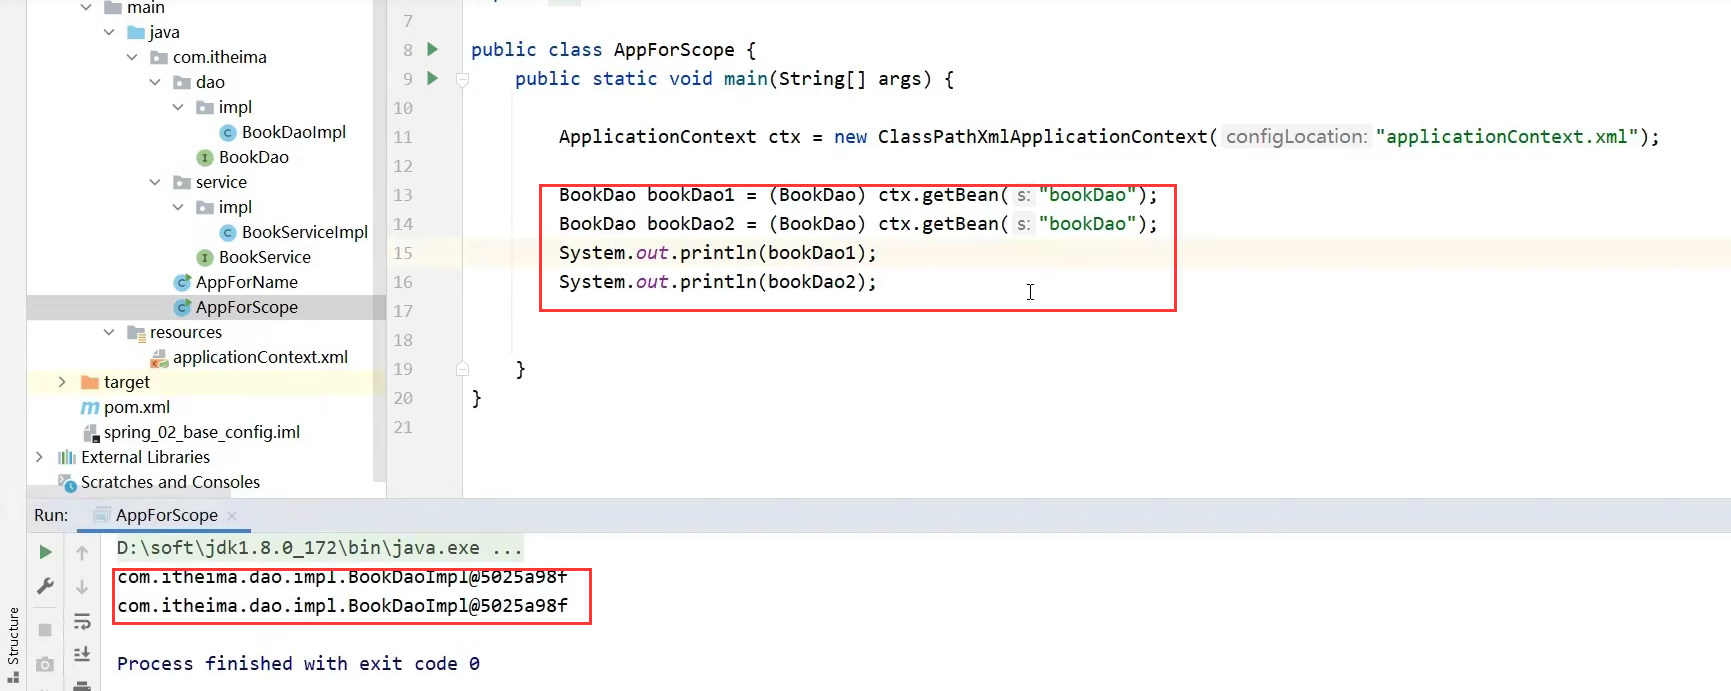 main
java
com.itheima
dao
impl
BookDaoImpl
BookDao
service
impl
BookServiceImpl
BookService
AppForName
AppForScope
resources
applicationContext.xml
target
pom.xml
spring_02_base_config.iml
External Libraries
Scratches and Consoles
7
8 public class AppForScope {
9 public static void main(String[] args) {
10
11 ApplicationContext ctx = new ClassPathXmlApplicationContext( configLocation: "applicationContext.xml");
12
13 BookDao bookDao1 = (BookDao) ctx.getBean( s: "bookDao");
14 BookDao bookDao2 = (BookDao) ctx.getBean( s: "bookDao");
15 System.out.println(bookDao1);
16 System.out.println(bookDao2);
17
18
19 }
20 }
21
Run: AppForScope
D:\soft\jdk1.8.0_172\bin\java.exe ...
com.itheima.dao.impl.BookDaoImpl@5025a98f
com.itheima.dao.impl.BookDaoImpl@5025a98f
Process finished with exit code 0
Structure